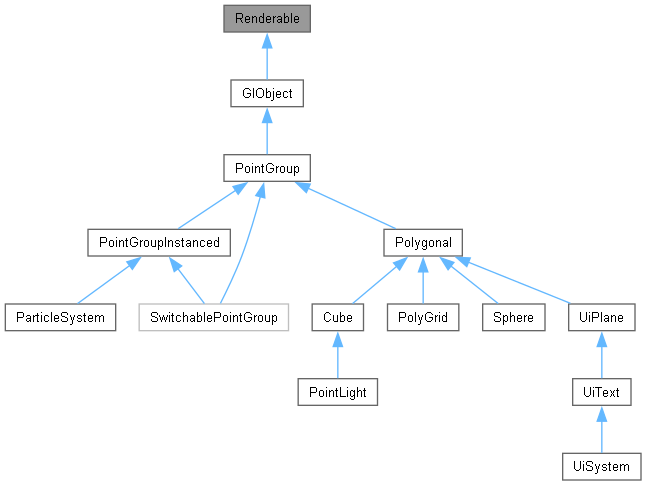 Renderable
GlObject
PointGroup
PointGroupInstanced
Polygonal
ParticleSystem
SwitchablePointGroup
Cube
PolyGrid
Sphere
UiPlane
PointLight
UiText
UiSystem